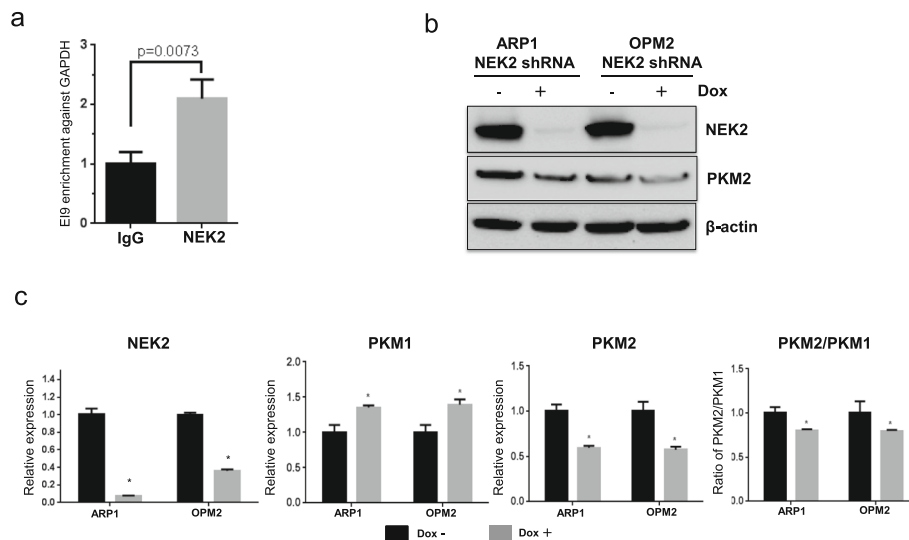 a
EI9 enrichment against GAPDH
p=0.0073
3
2
1
0
IgG NEK2
b
ARP1 OPM2
NEK2 shRNA NEK2 shRNA
- + - + Dox
NEK2
PKM2
β-actin
c
NEK2
Relative expression
1.4
1.2
1.0
0.8
0.6
0.4
0.2
0.0
* *
ARP1 OPM2
PKM1
Relative expression
2.0
1.5
1.0
0.5
0.0
* *
ARP1 OPM2
PKM2
Relative expression
1.5
1.0
0.5
0.0
* *
ARP1 OPM2
PKM2/PKM1
Ratio of PKM2/PKM1
1.5
1.0
0.5
0.0
* *
ARP1 OPM2
Dox - Dox +